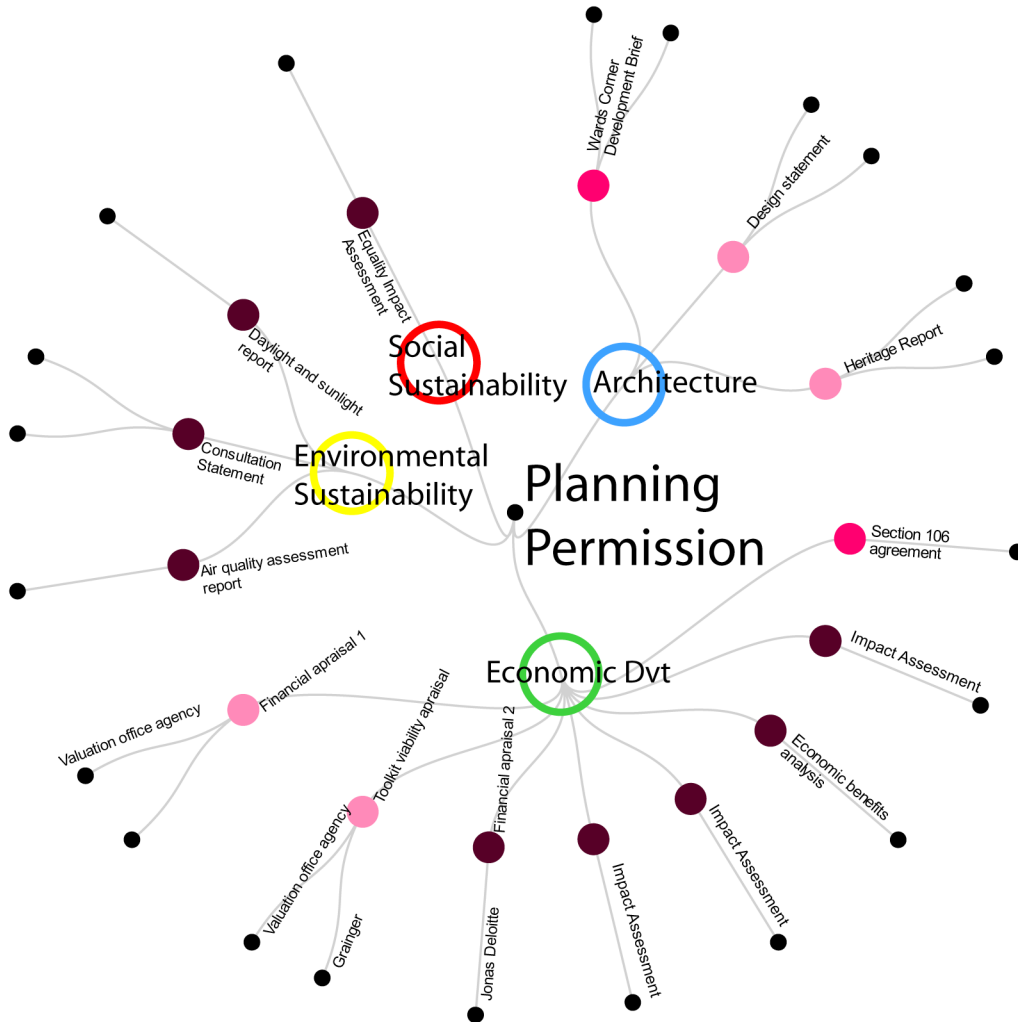 Wards Corner
Development Brief
Design statement
Equality Impact
Assessment
Heritage Report
Daylight and sunlight
report
Social
Sustainability
Architecture
Consultation
Statement
Environmental
Sustainability
Planning
Permission
Section 106
agreement
Air quality assessment
report
Impact Assessment
Economic Dvt
Financial apraisal 1
Valuation office agency
Toolkit viability apraisal
Valuation office agency
Grainger
Financial apraisal 2
Jonas Deloitte
Impact Assessment
Impact Assessment
Economic benefits
analysis